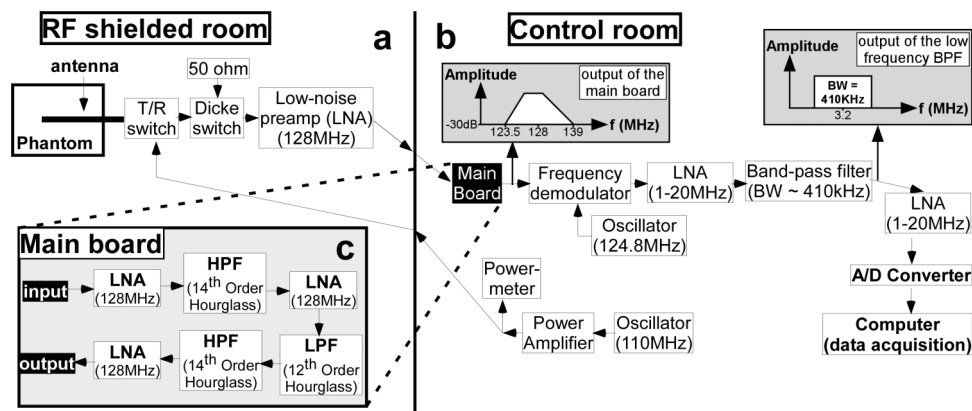 RF shielded room
a
antenna
Phantom
T/R
switch
50 ohm
Dicke
switch
Low-noise
preamp (LNA)
(128MHz)
b
Control room
Amplitude
output of the
main board
-30dB
123.5
128
139
f (MHz)
Amplitude
output of the low
frequency BPF
BW =
410KHz
3.2
f (MHz)
Main
Board
Frequency
demodulator
LNA
(1-20MHz)
Band-pass filter
(BW ~ 410kHz)
LNA
(1-20MHz)
Oscillator
(124.8MHz)
A/D Converter
Computer
(data acquisition)
Power-
meter
Power
Amplifier
Oscillator
(110MHz)
Main board
c
input
LNA
(128MHz)
HPF
(14th Order
Hourglass)
LNA
(128MHz)
output
LNA
(128MHz)
HPF
(14th Order
Hourglass)
LPF
(12th Order
Hourglass)